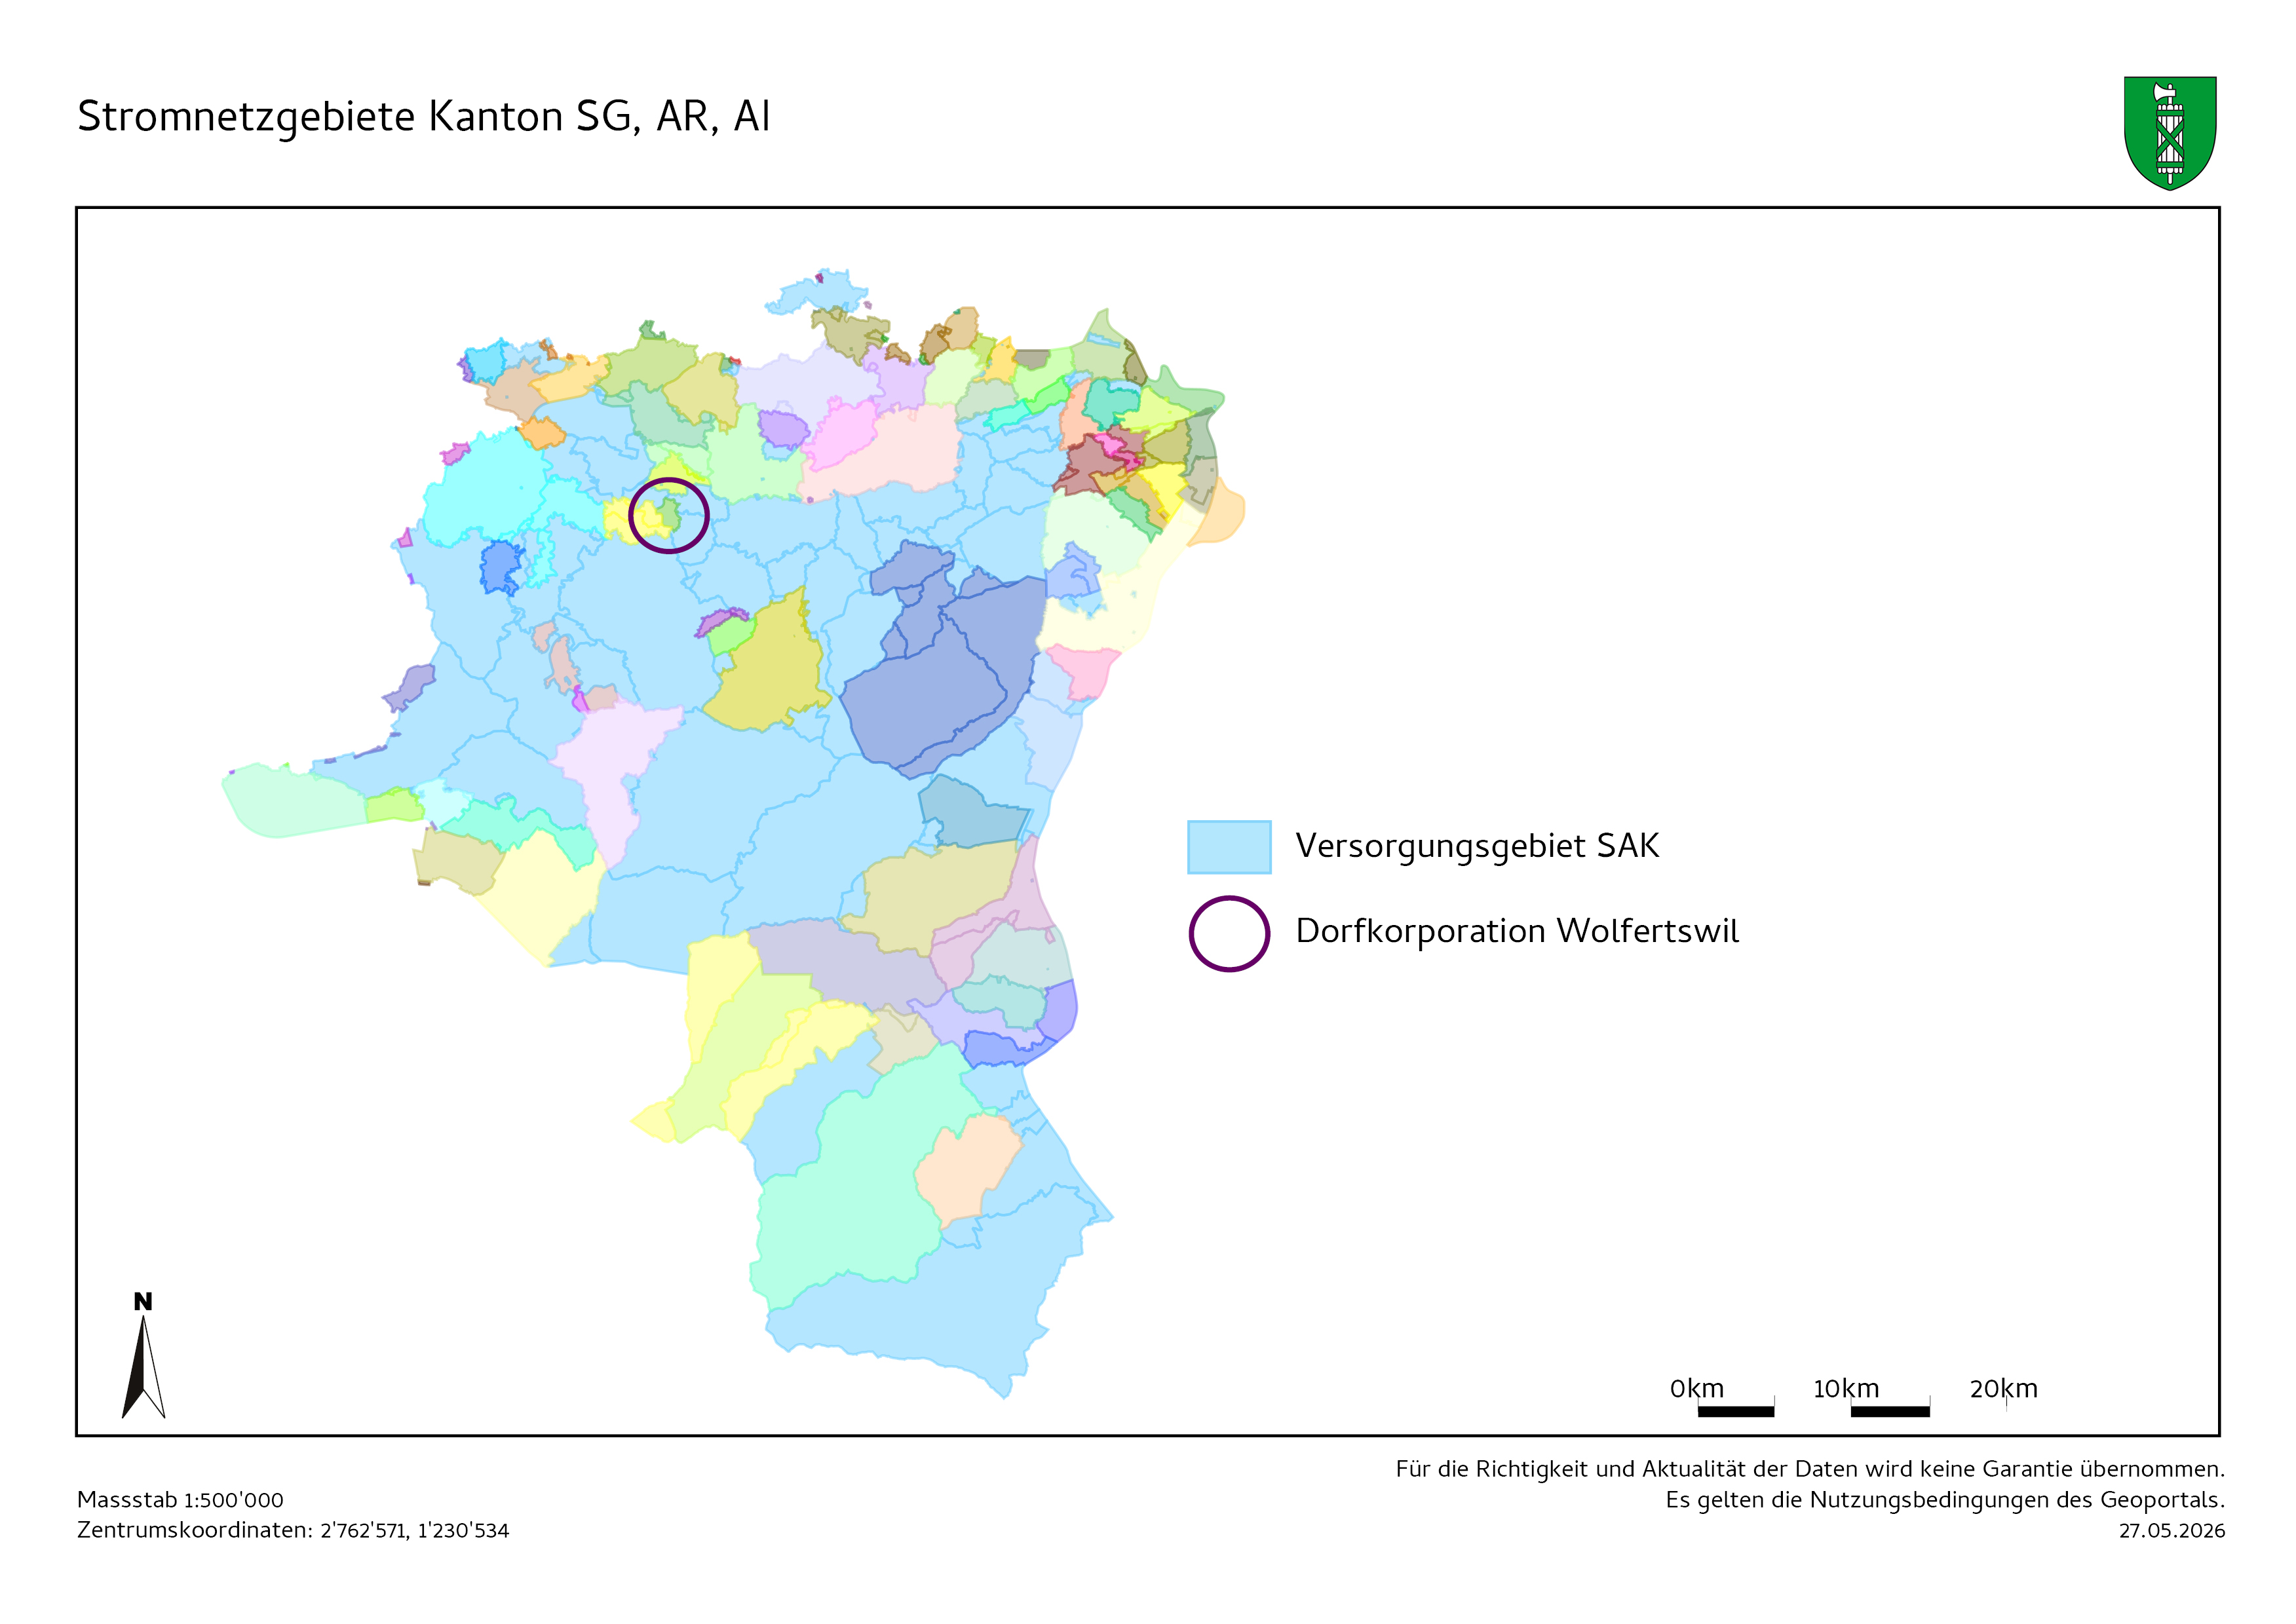 Stromnetzgebiete Kanton SG, AR, AI
Versorgungsgebiet SAK
Dorfkorporation Wolfertswil
N
0km 10km 20km
Für die Richtigkeit und Aktualität der Daten wird keine Garantie übernommen.
Massstab 1:500'000
Es gelten die Nutzungsbedingungen des Geoportals.
Zentrumskoordinaten: 2'762'571, 1'230'534
27.05.2026